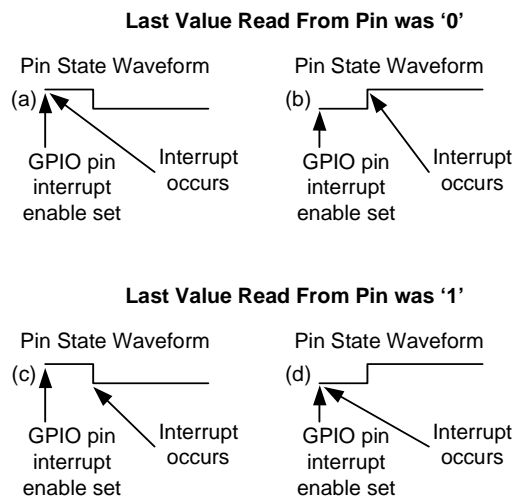 Last Value Read From Pin was ‘0’
Pin State Waveform
(a)
GPIO pin
interrupt
enable set
Interrupt
occurs
Pin State Waveform
(b)
GPIO pin
interrupt
enable set
Interrupt
occurs
Last Value Read From Pin was ‘1’
Pin State Waveform
(c)
GPIO pin
interrupt
enable set
Interrupt
occurs
Pin State Waveform
(d)
GPIO pin
interrupt
enable set
Interrupt
occurs